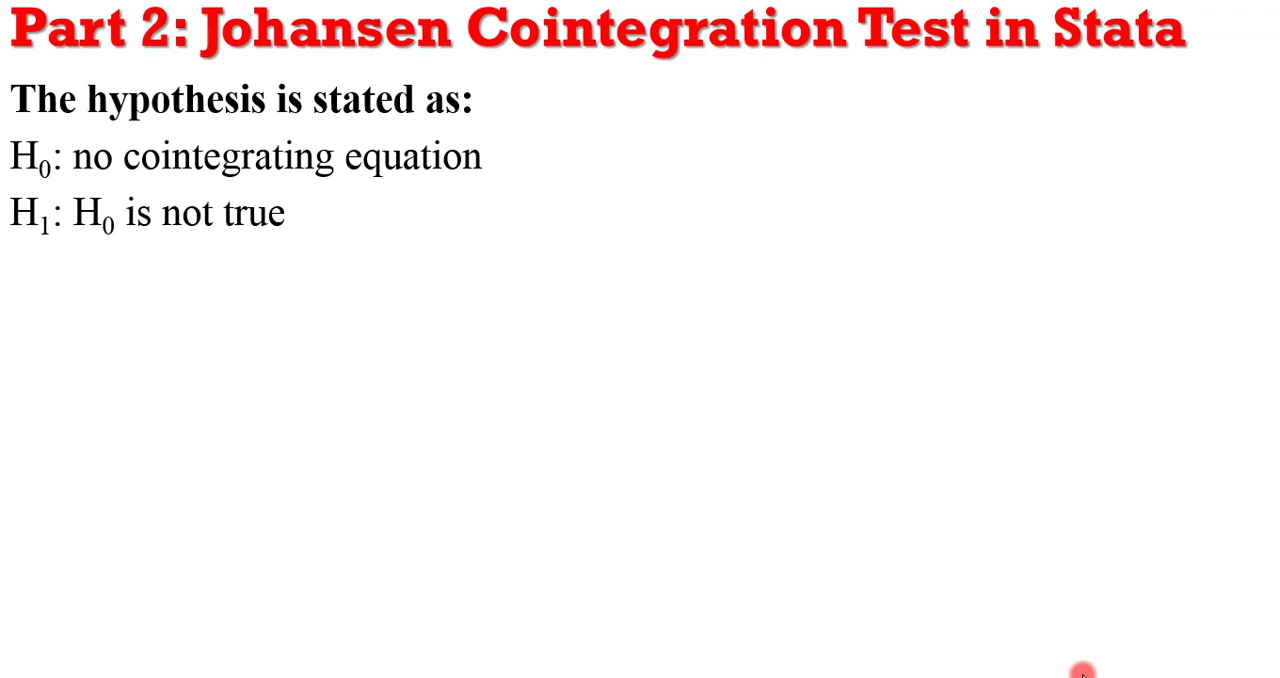 Part 2: Johansen Cointegration Test in Stata
The hypothesis is stated as:
H₀: no cointegrating equation
H₁: H₀ is not true